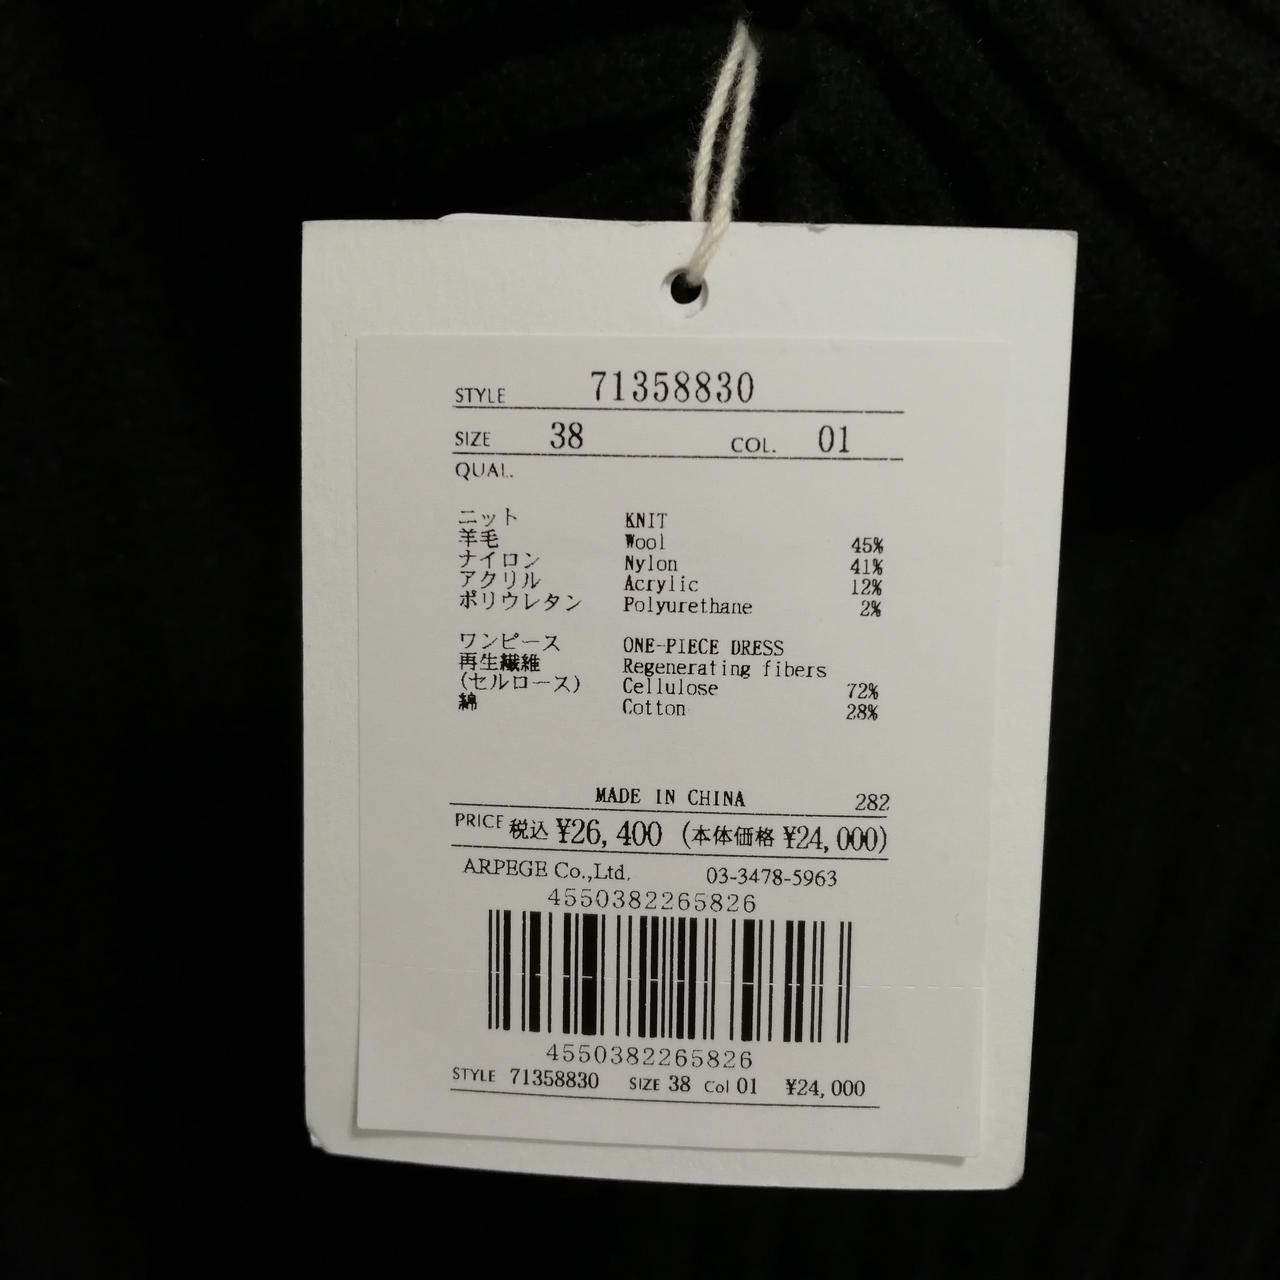 STYLE 71358830
SIZE 38 COL. 01
QUAL.
ニット KNIT
羊毛 Wool 45%
ナイロン Nylon 41%
アクリル Acrylic 12%
ポリウレタン Polyurethane 2%
ワンピース ONE-PIECE DRESS
再生繊維 Regenerating fibers
(セルロース) Cellulose 72%
綿 Cotton 28%
MADE IN CHINA 282
PRICE 税込 ¥26,400 (本体価格 ¥24,000)
ARPEGE Co.,Ltd. 03-3478-5963
4550382265826
4550382265826
STYLE 71358830 SIZE 38 Col 01 ¥24,000